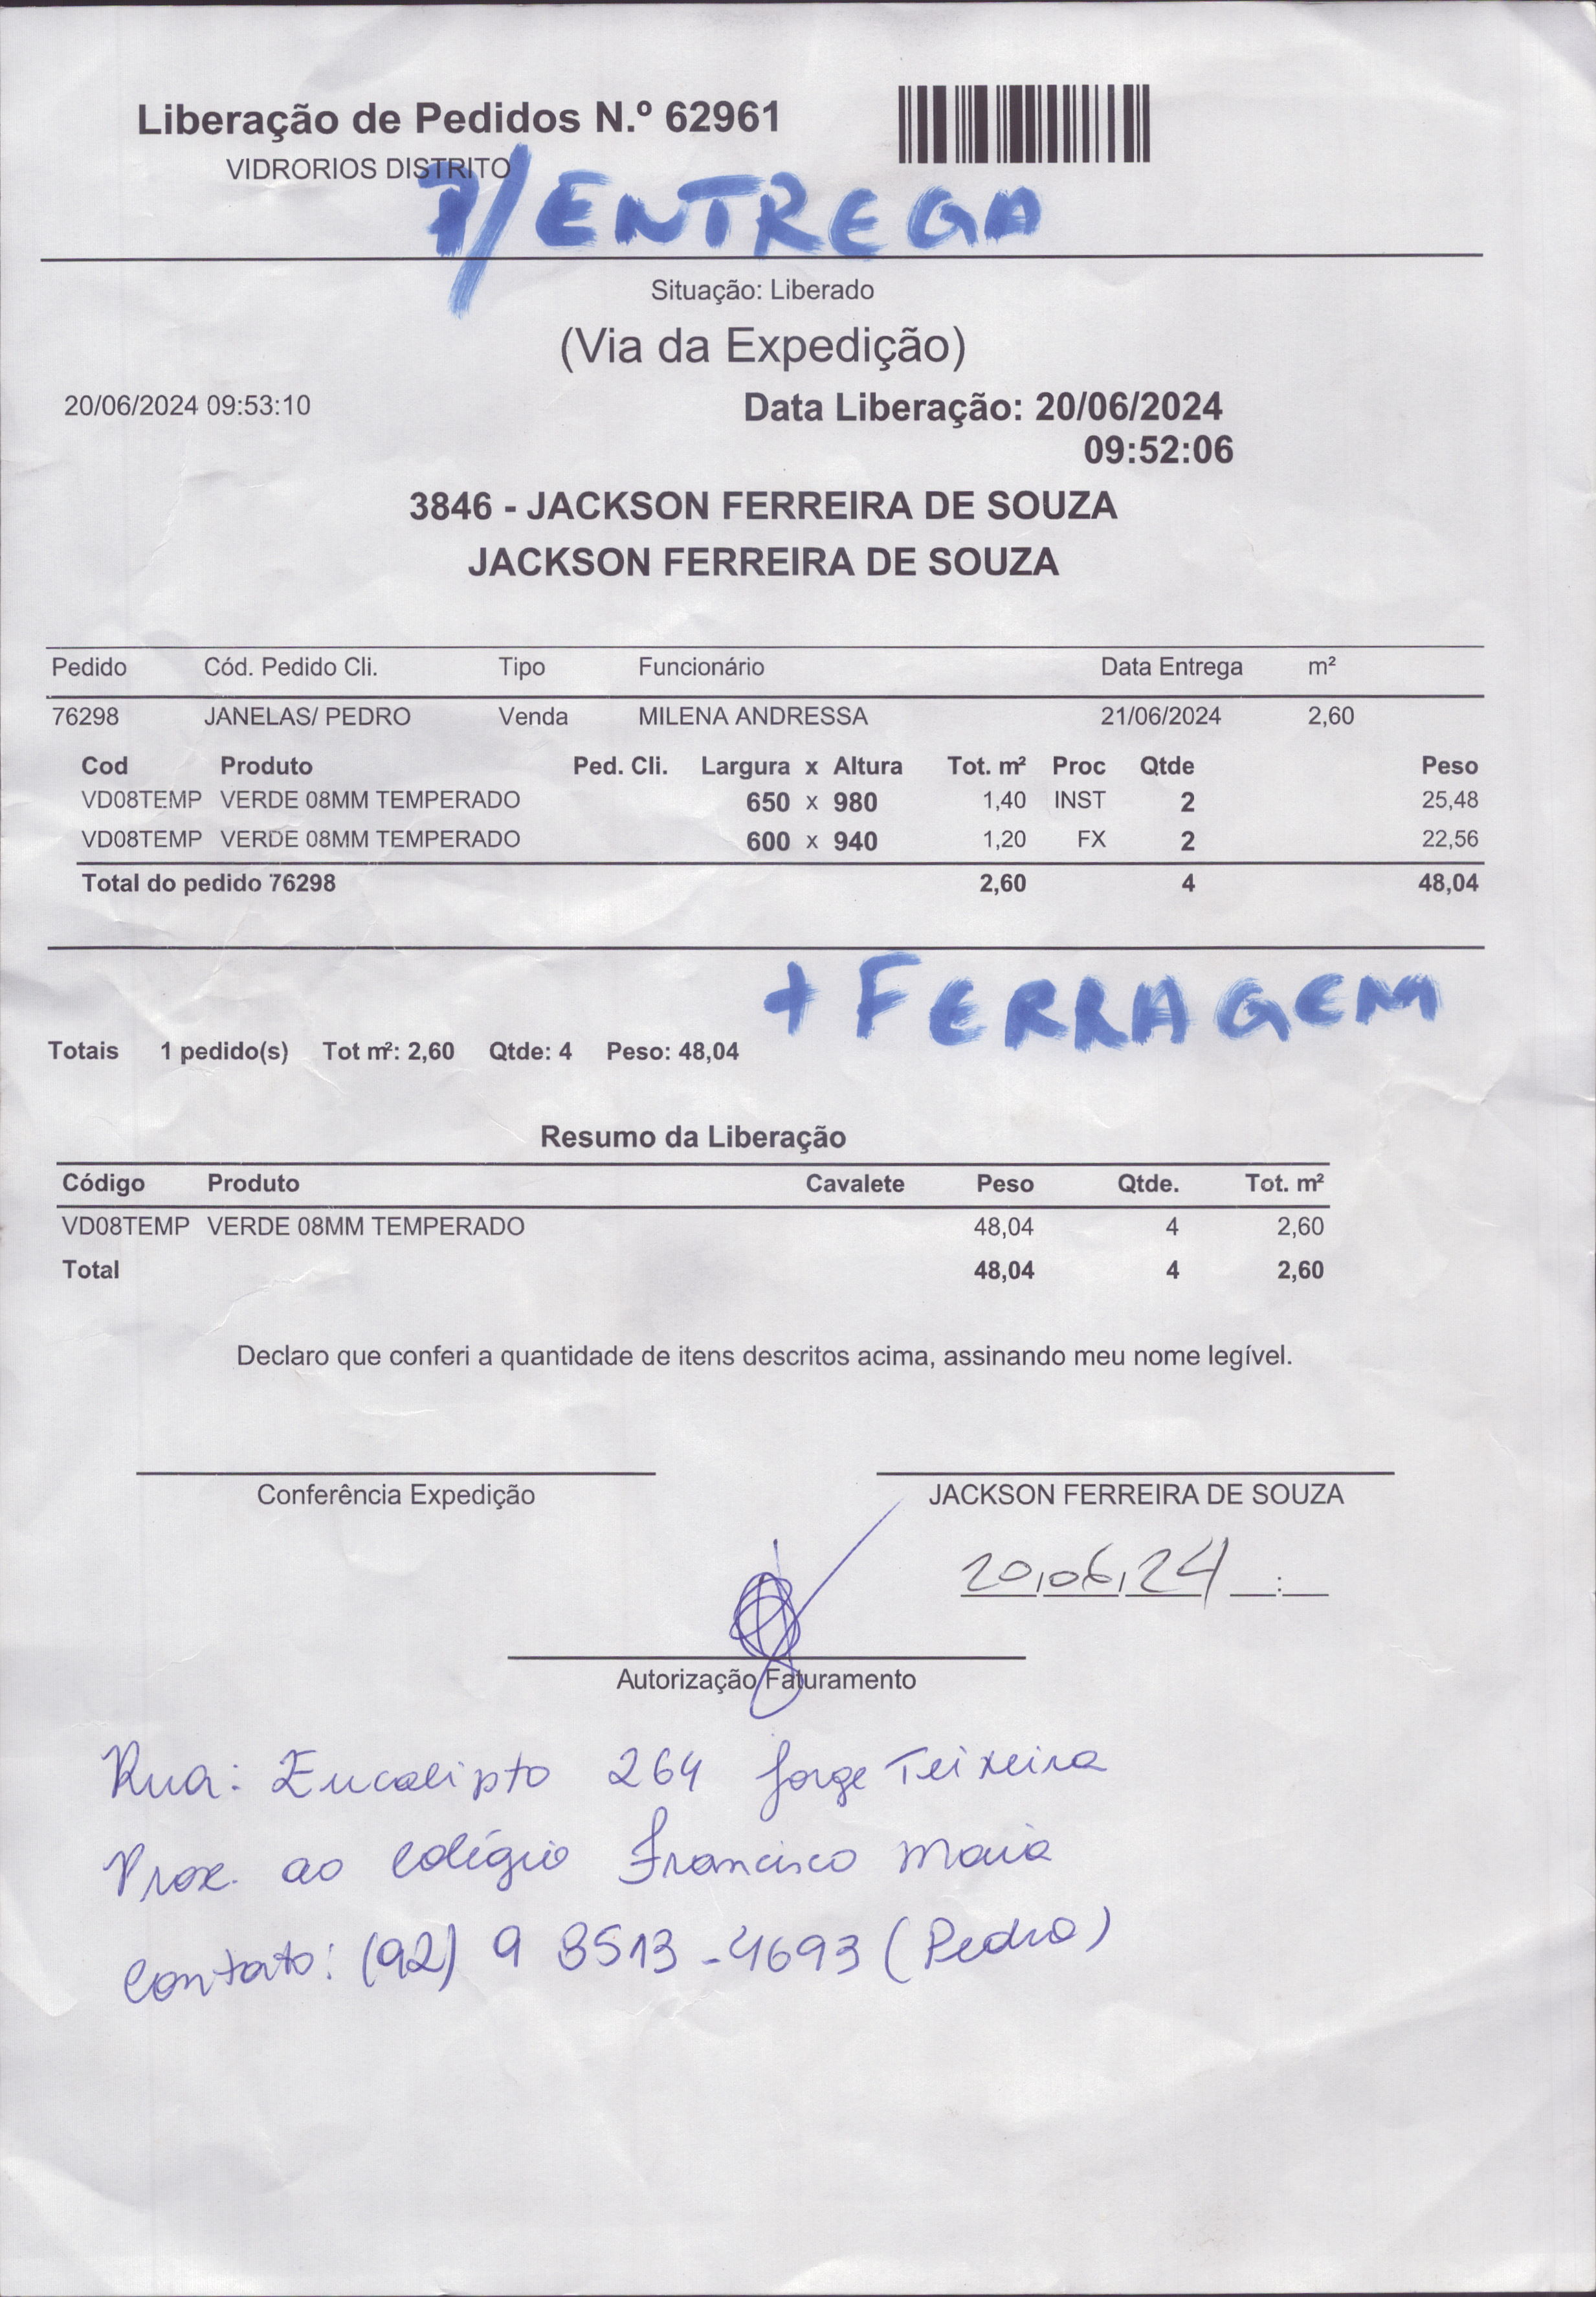 Liberação de Pedidos N.º 62961
VIDRORIOS DISTRITO
P/ ENTREGA
Situação: Liberado
(Via da Expedição)
20/06/2024 09:53:10 Data Liberação: 20/06/2024
09:52:06
3846 - JACKSON FERREIRA DE SOUZA
JACKSON FERREIRA DE SOUZA
Pedido Cód. Pedido Cli. Tipo Funcionário Data Entrega m²
76298 JANELAS/ PEDRO Venda MILENA ANDRESSA 21/06/2024 2,60
Cod Produto Ped. Cli. Largura x Altura Tot. m² Proc Qtde Peso
VD08TEMP VERDE 08MM TEMPERADO 650 x 980 1,40 INST 2 25,48
VD08TEMP VERDE 08MM TEMPERADO 600 x 940 1,20 FX 2 22,56
Total do pedido 76298 2,60 4 48,04
+ FERRAGEM
Totais 1 pedido(s) Tot m²: 2,60 Qtde: 4 Peso: 48,04
Resumo da Liberação
Código Produto Cavalete Peso Qtde. Tot. m²
VD08TEMP VERDE 08MM TEMPERADO 48,04 4 2,60
Total 48,04 4 2,60
Declaro que conferi a quantidade de itens descritos acima, assinando meu nome legível.
Conferência Expedição JACKSON FERREIRA DE SOUZA
20/06/24 __:__
Autorização Faturamento
Rua: Eucalipto 264 Jorge Teixeira
Prox. ao colégio Francisco Maia
Contato: (92) 9 8513-4693 (Pedro)